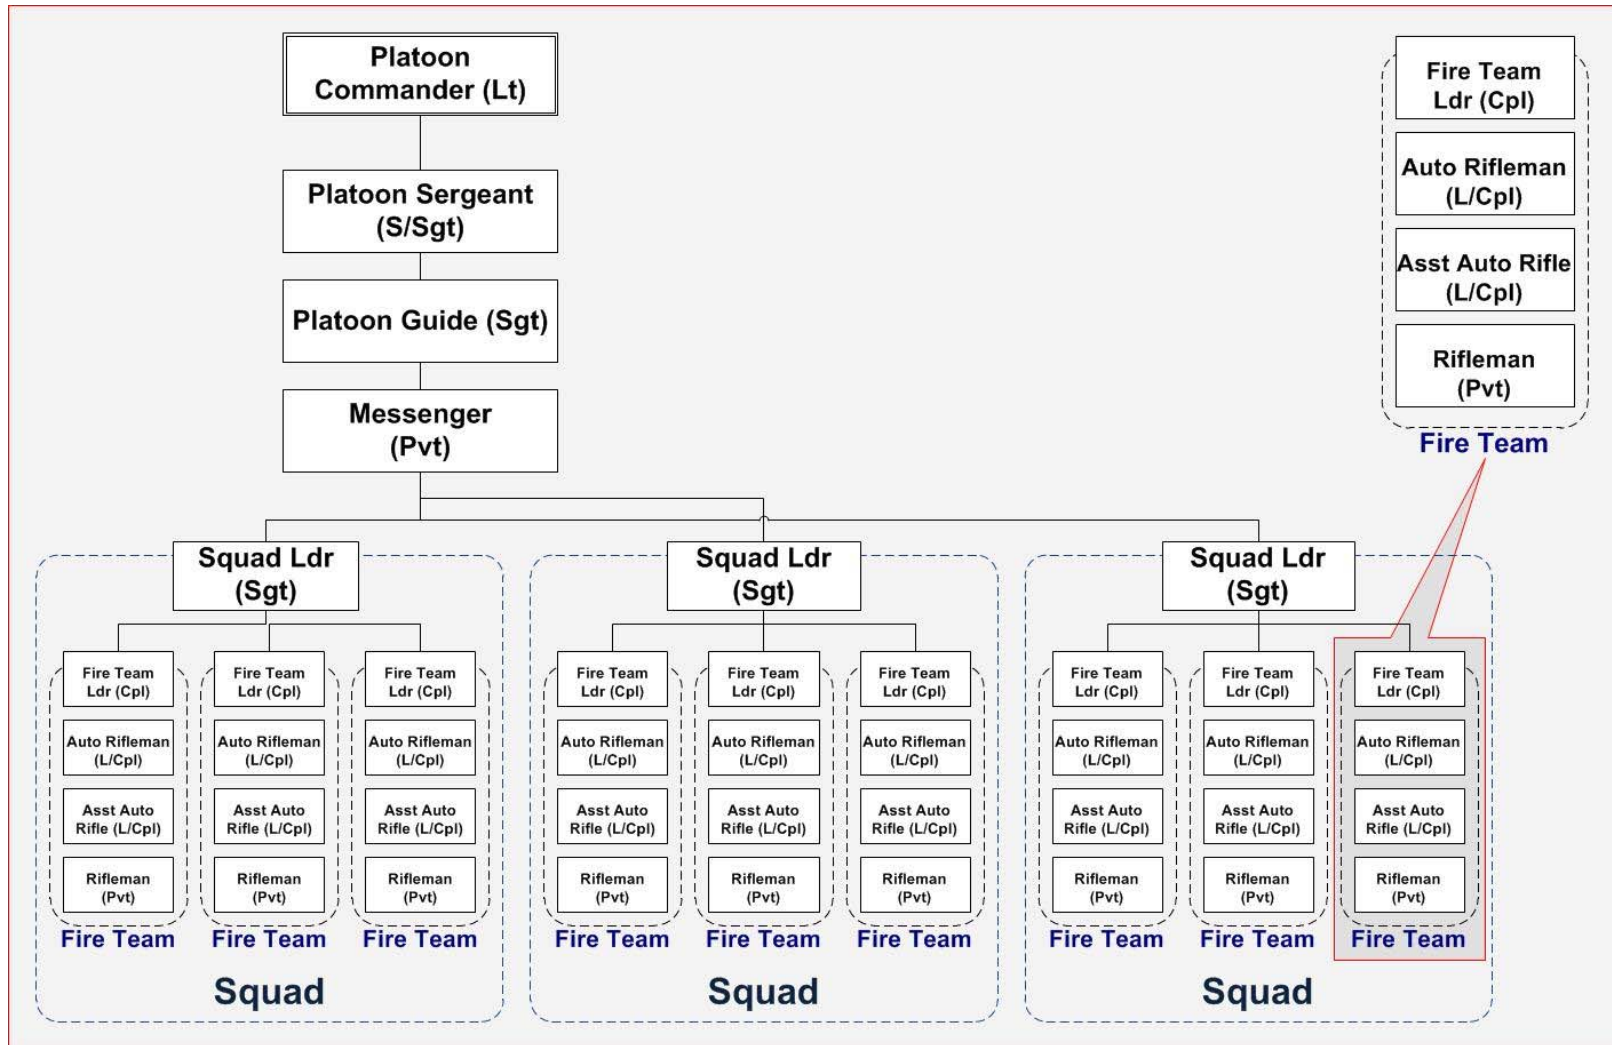 Platoon
Commander (Lt)
Platoon Sergeant
(S/Sgt)
Platoon Guide (Sgt)
Messenger
(Pvt)
Fire Team
Ldr (Cpl)
Auto Rifleman
(L/Cpl)
Asst Auto Rifle
(L/Cpl)
Rifleman
(Pvt)
Fire Team
Squad Ldr
(Sgt)
Fire Team
Ldr (Cpl)
Auto Rifleman
(L/Cpl)
Asst Auto
Rifle (L/Cpl)
Rifleman
(Pvt)
Fire Team
Fire Team
Ldr (Cpl)
Auto Rifleman
(L/Cpl)
Asst Auto
Rifle (L/Cpl)
Rifleman
(Pvt)
Fire Team
Fire Team
Ldr (Cpl)
Auto Rifleman
(L/Cpl)
Asst Auto
Rifle (L/Cpl)
Rifleman
(Pvt)
Fire Team
Squad
Squad Ldr
(Sgt)
Fire Team
Ldr (Cpl)
Auto Rifleman
(L/Cpl)
Asst Auto
Rifle (L/Cpl)
Rifleman
(Pvt)
Fire Team
Fire Team
Ldr (Cpl)
Auto Rifleman
(L/Cpl)
Asst Auto
Rifle (L/Cpl)
Rifleman
(Pvt)
Fire Team
Fire Team
Ldr (Cpl)
Auto Rifleman
(L/Cpl)
Asst Auto
Rifle (L/Cpl)
Rifleman
(Pvt)
Fire Team
Squad
Squad Ldr
(Sgt)
Fire Team
Ldr (Cpl)
Auto Rifleman
(L/Cpl)
Asst Auto
Rifle (L/Cpl)
Rifleman
(Pvt)
Fire Team
Fire Team
Ldr (Cpl)
Auto Rifleman
(L/Cpl)
Asst Auto
Rifle (L/Cpl)
Rifleman
(Pvt)
Fire Team
Fire Team
Ldr (Cpl)
Auto Rifleman
(L/Cpl)
Asst Auto
Rifle (L/Cpl)
Rifleman
(Pvt)
Fire Team
Squad